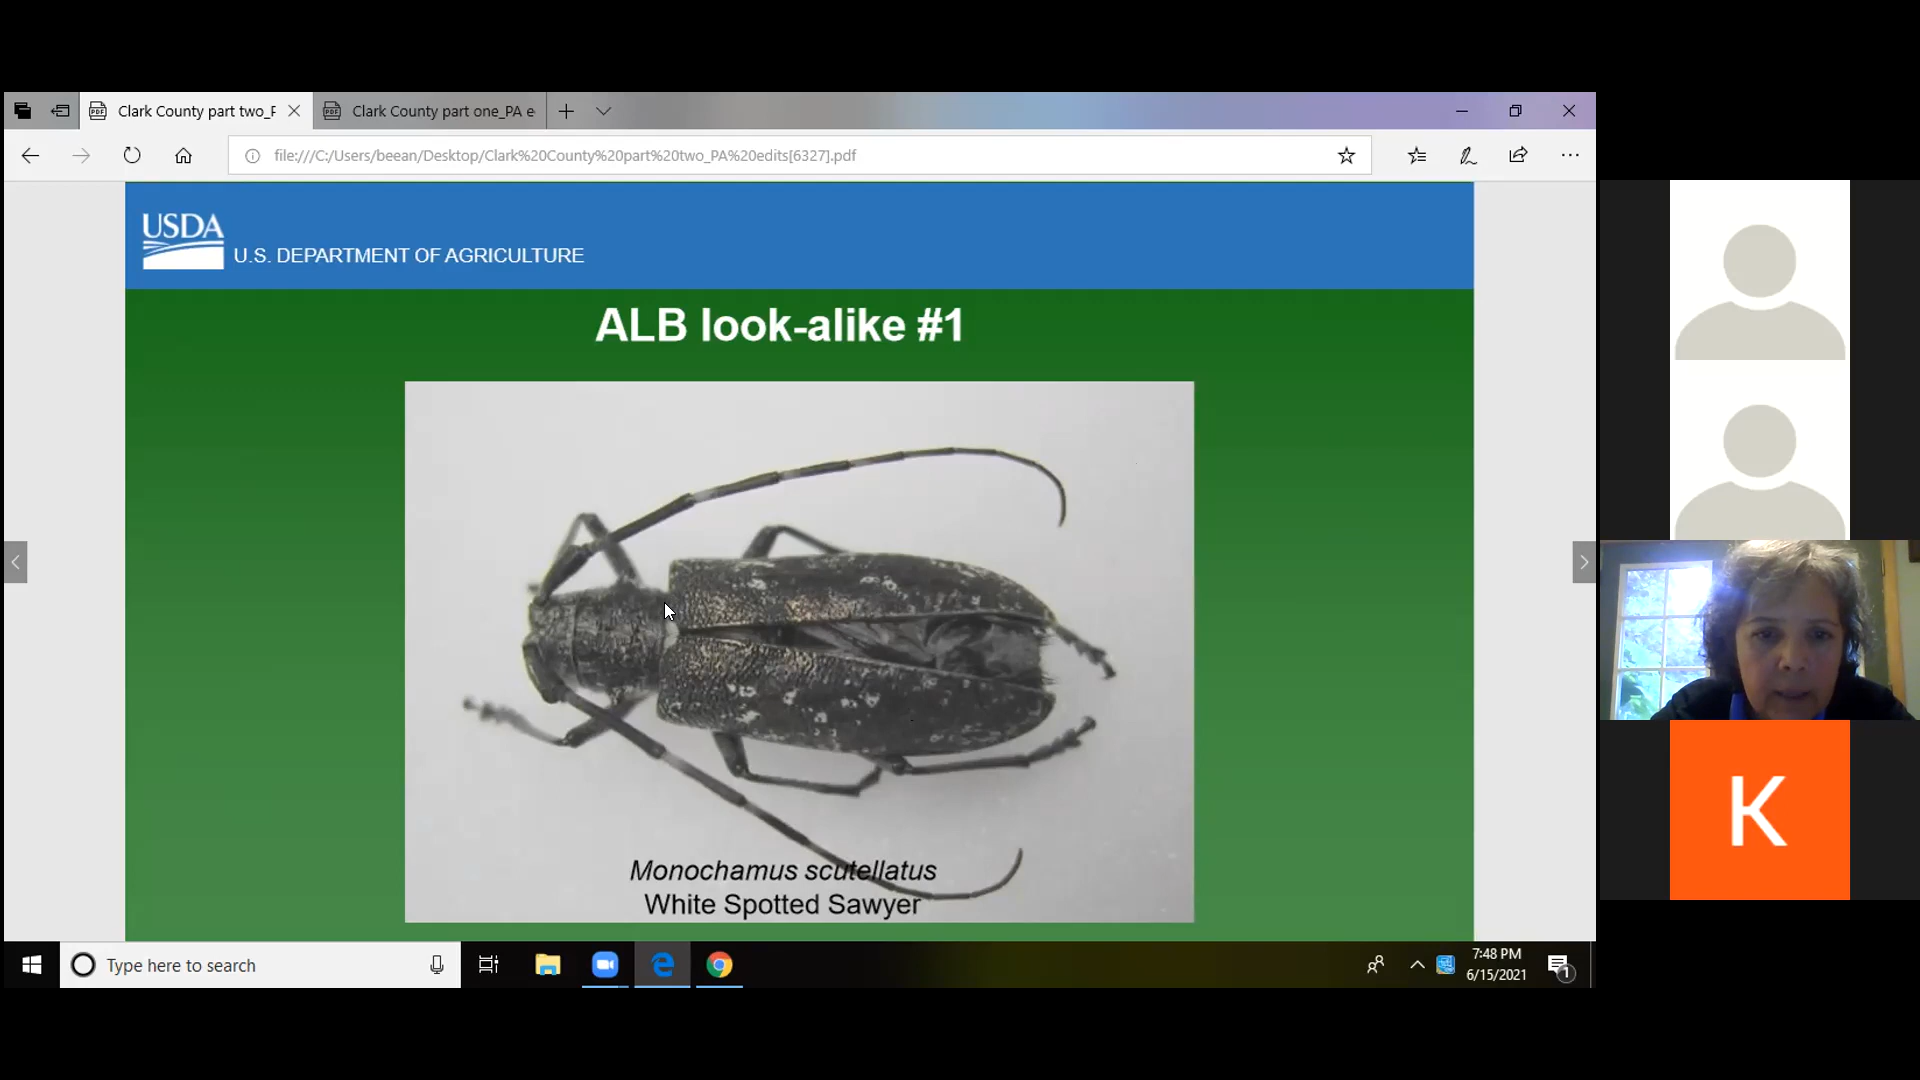 Clark County part two_F
Clark County part one_PA e
file:///C:/Users/beean/Desktop/Clark%20County%20part%20two_PA%20edits[6327].pdf
USDA
U.S. DEPARTMENT OF AGRICULTURE
ALB look-alike #1
Monochamus scutellatus
White Spotted Sawyer
K
Type here to search
7:48 PM
6/15/2021
1